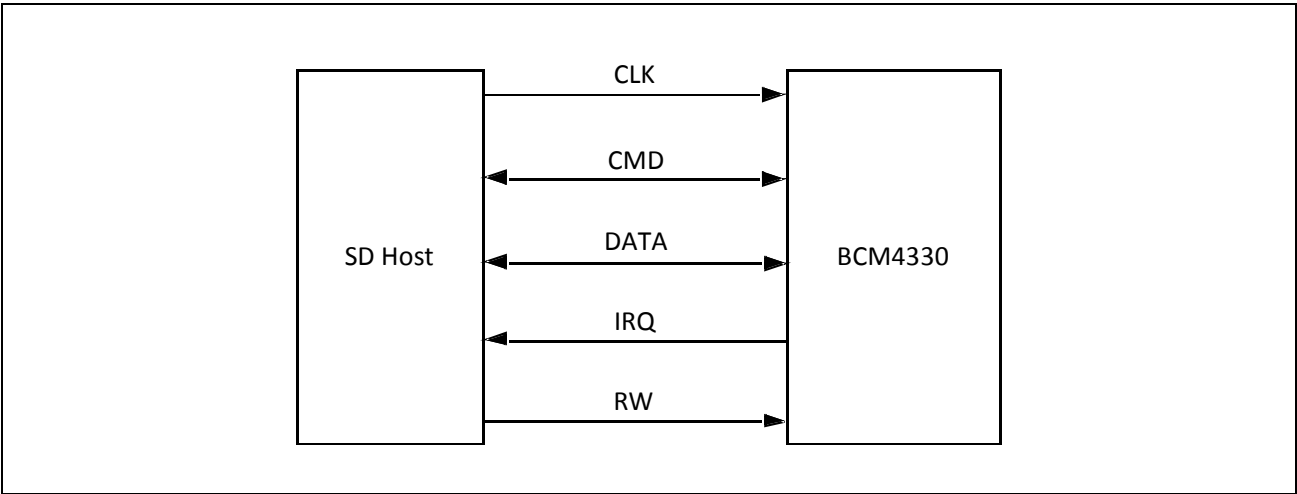 CLK
CMD
DATA
SD Host
BCM4330
IRQ
RW